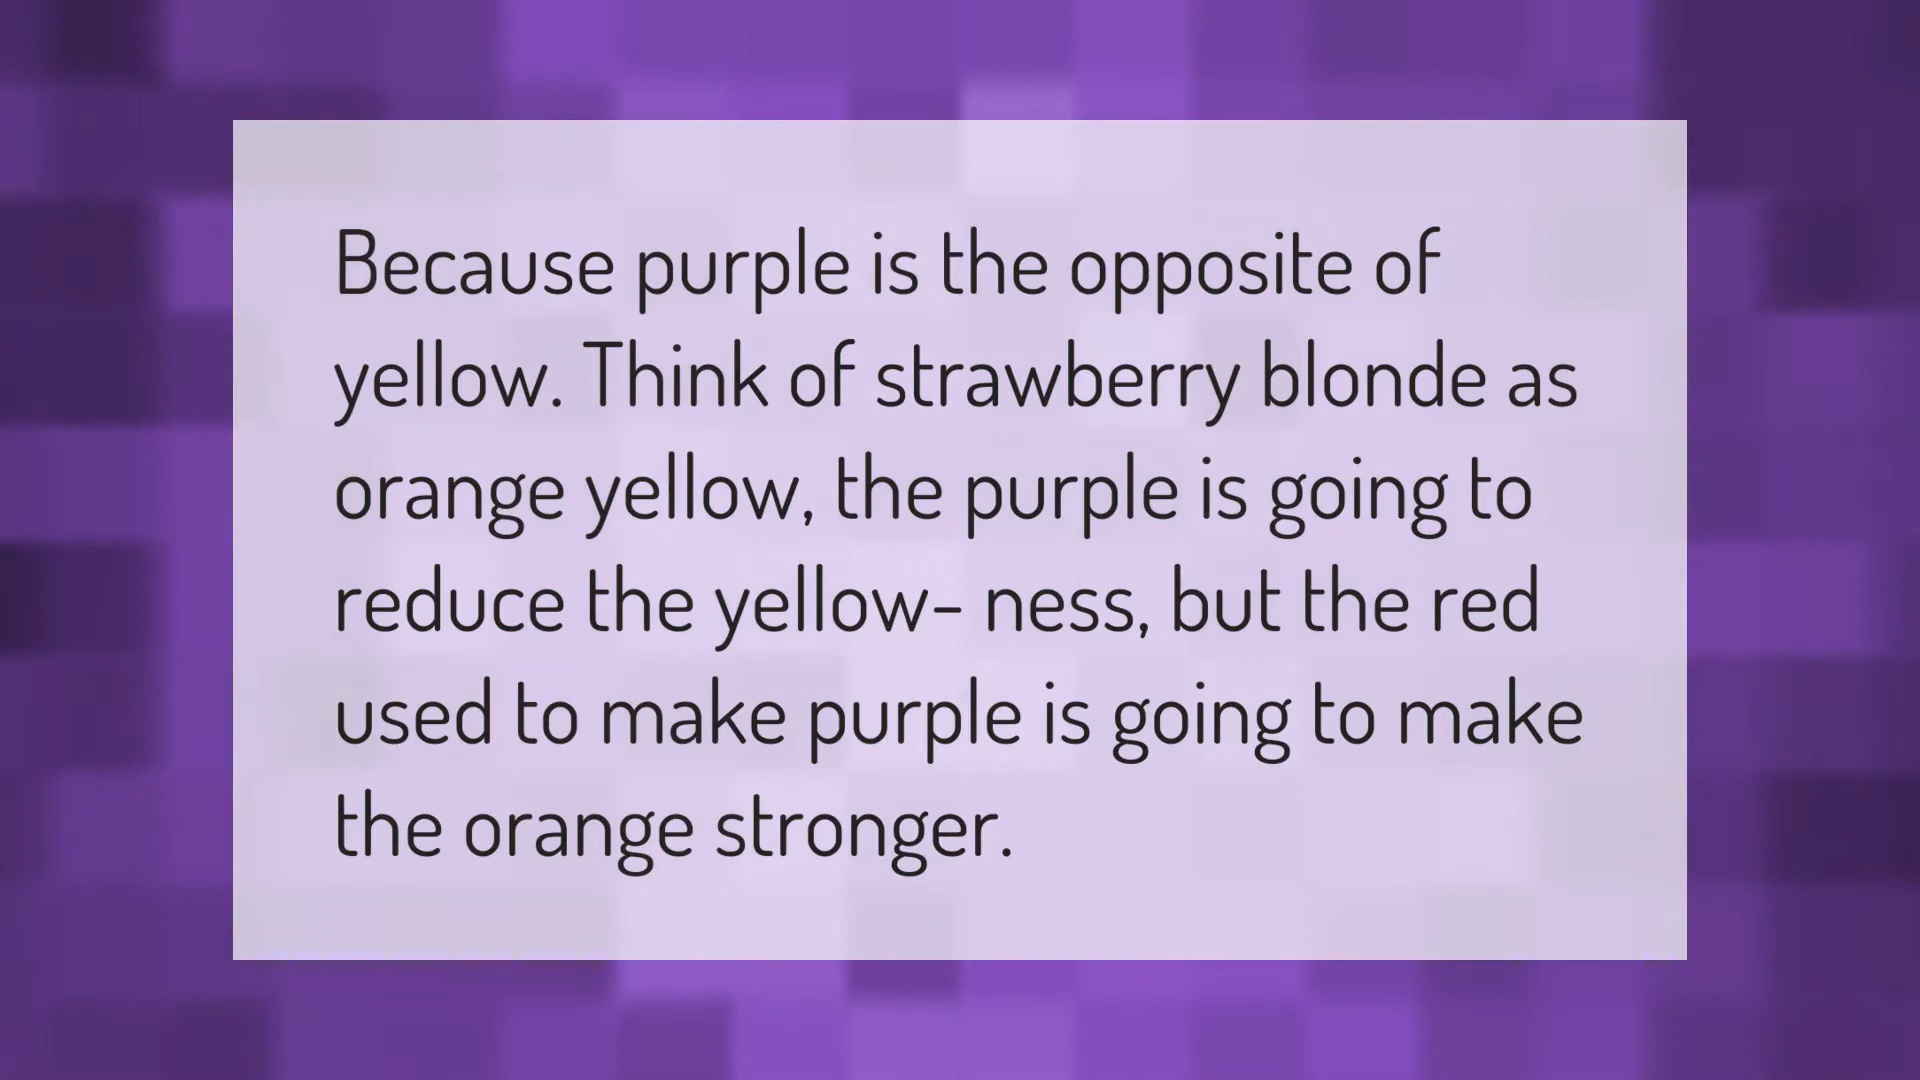 Because purple is the opposite of
yellow. Think of strawberry blonde as
orange yellow, the purple is going to
reduce the yellow- ness, but the red
used to make purple is going to make
the orange stronger.